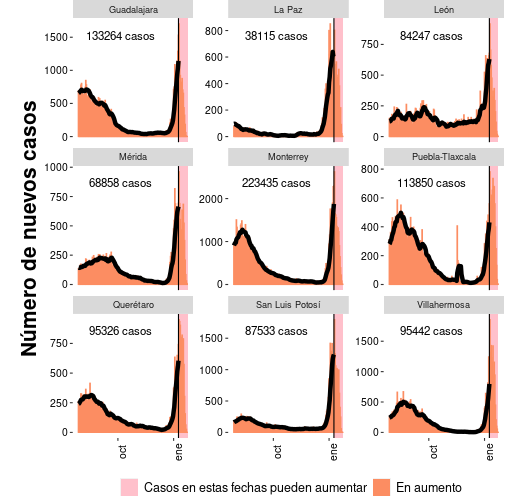 Número de nuevos casos
Guadalajara
La Paz
León
133264 casos
38115 casos
84247 casos
1500
1000
500
0
800
600
400
200
0
750
500
250
0
Mérida
Monterrey
Puebla-Tlaxcala
68858 casos
223435 casos
113850 casos
1000
750
500
250
0
2000
1000
0
800
600
400
200
0
Querétaro
San Luis Potosí
Villahermosa
95326 casos
87533 casos
95442 casos
750
500
250
0
1500
1000
500
0
1500
1000
500
0
oct
ene
oct
ene
oct
ene
Casos en estas fechas pueden aumentar
En aumento